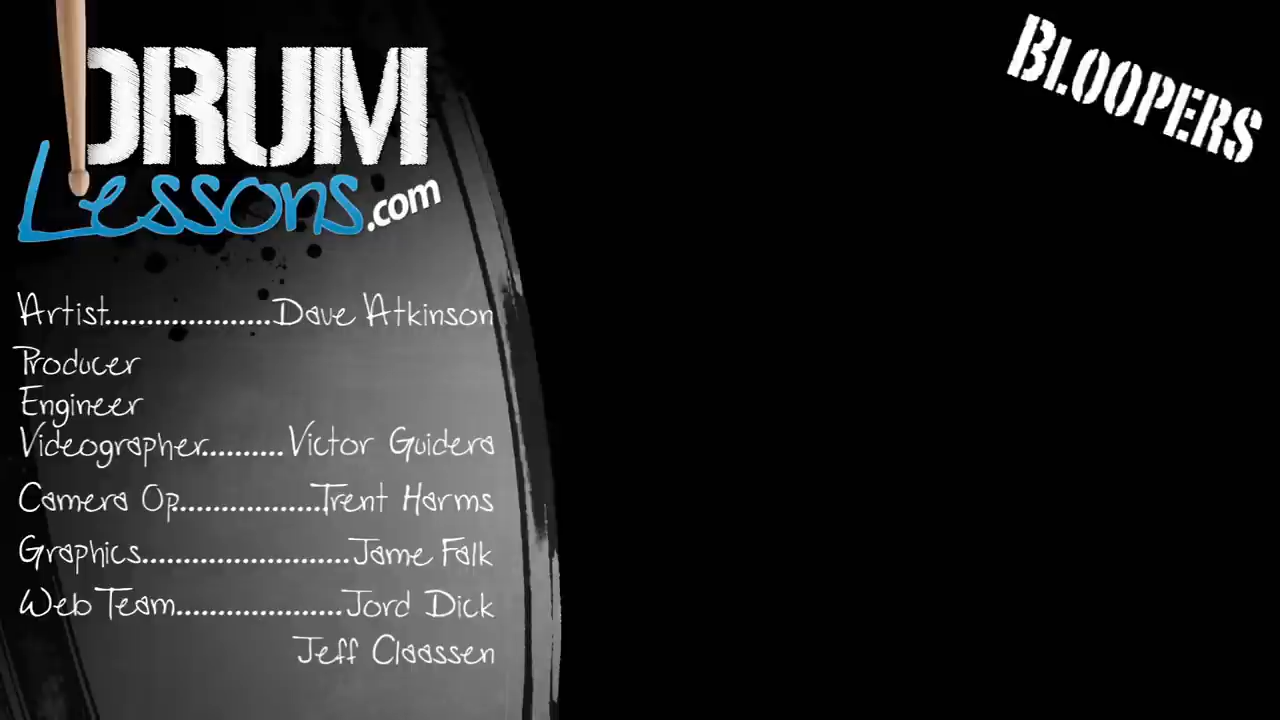 DRUM
Lessons.com
BLOOPERS
Artist....................Dave Atkinson
Producer
Engineer
Videographer..........Victor Guidera
Camera Op.................Trent Harms
Graphics.........................Jame Falk
Web Team....................Jord Dick
Jeff Claassen